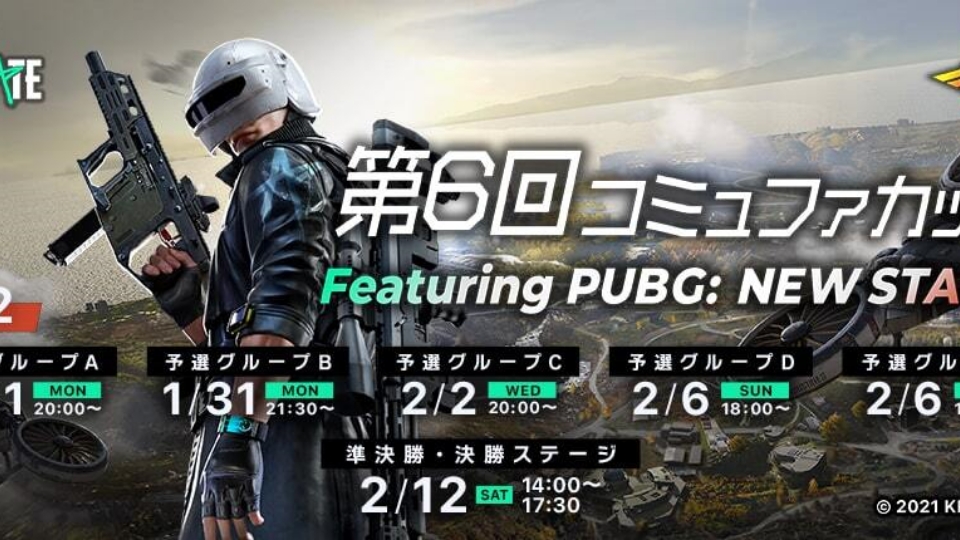 TE
第6回コミュファカッ
Featuring PUBG: NEW STA
2
ループA
1 MON 20:00~
予選グループB
1/31 MON 21:30~
予選グループC
2/2 WED 20:00~
予選グループD
2/6 SUN 18:00~
予選グル
2/6
準決勝・決勝ステージ
2/12 SAT 14:00~ 17:30
© 2021 K